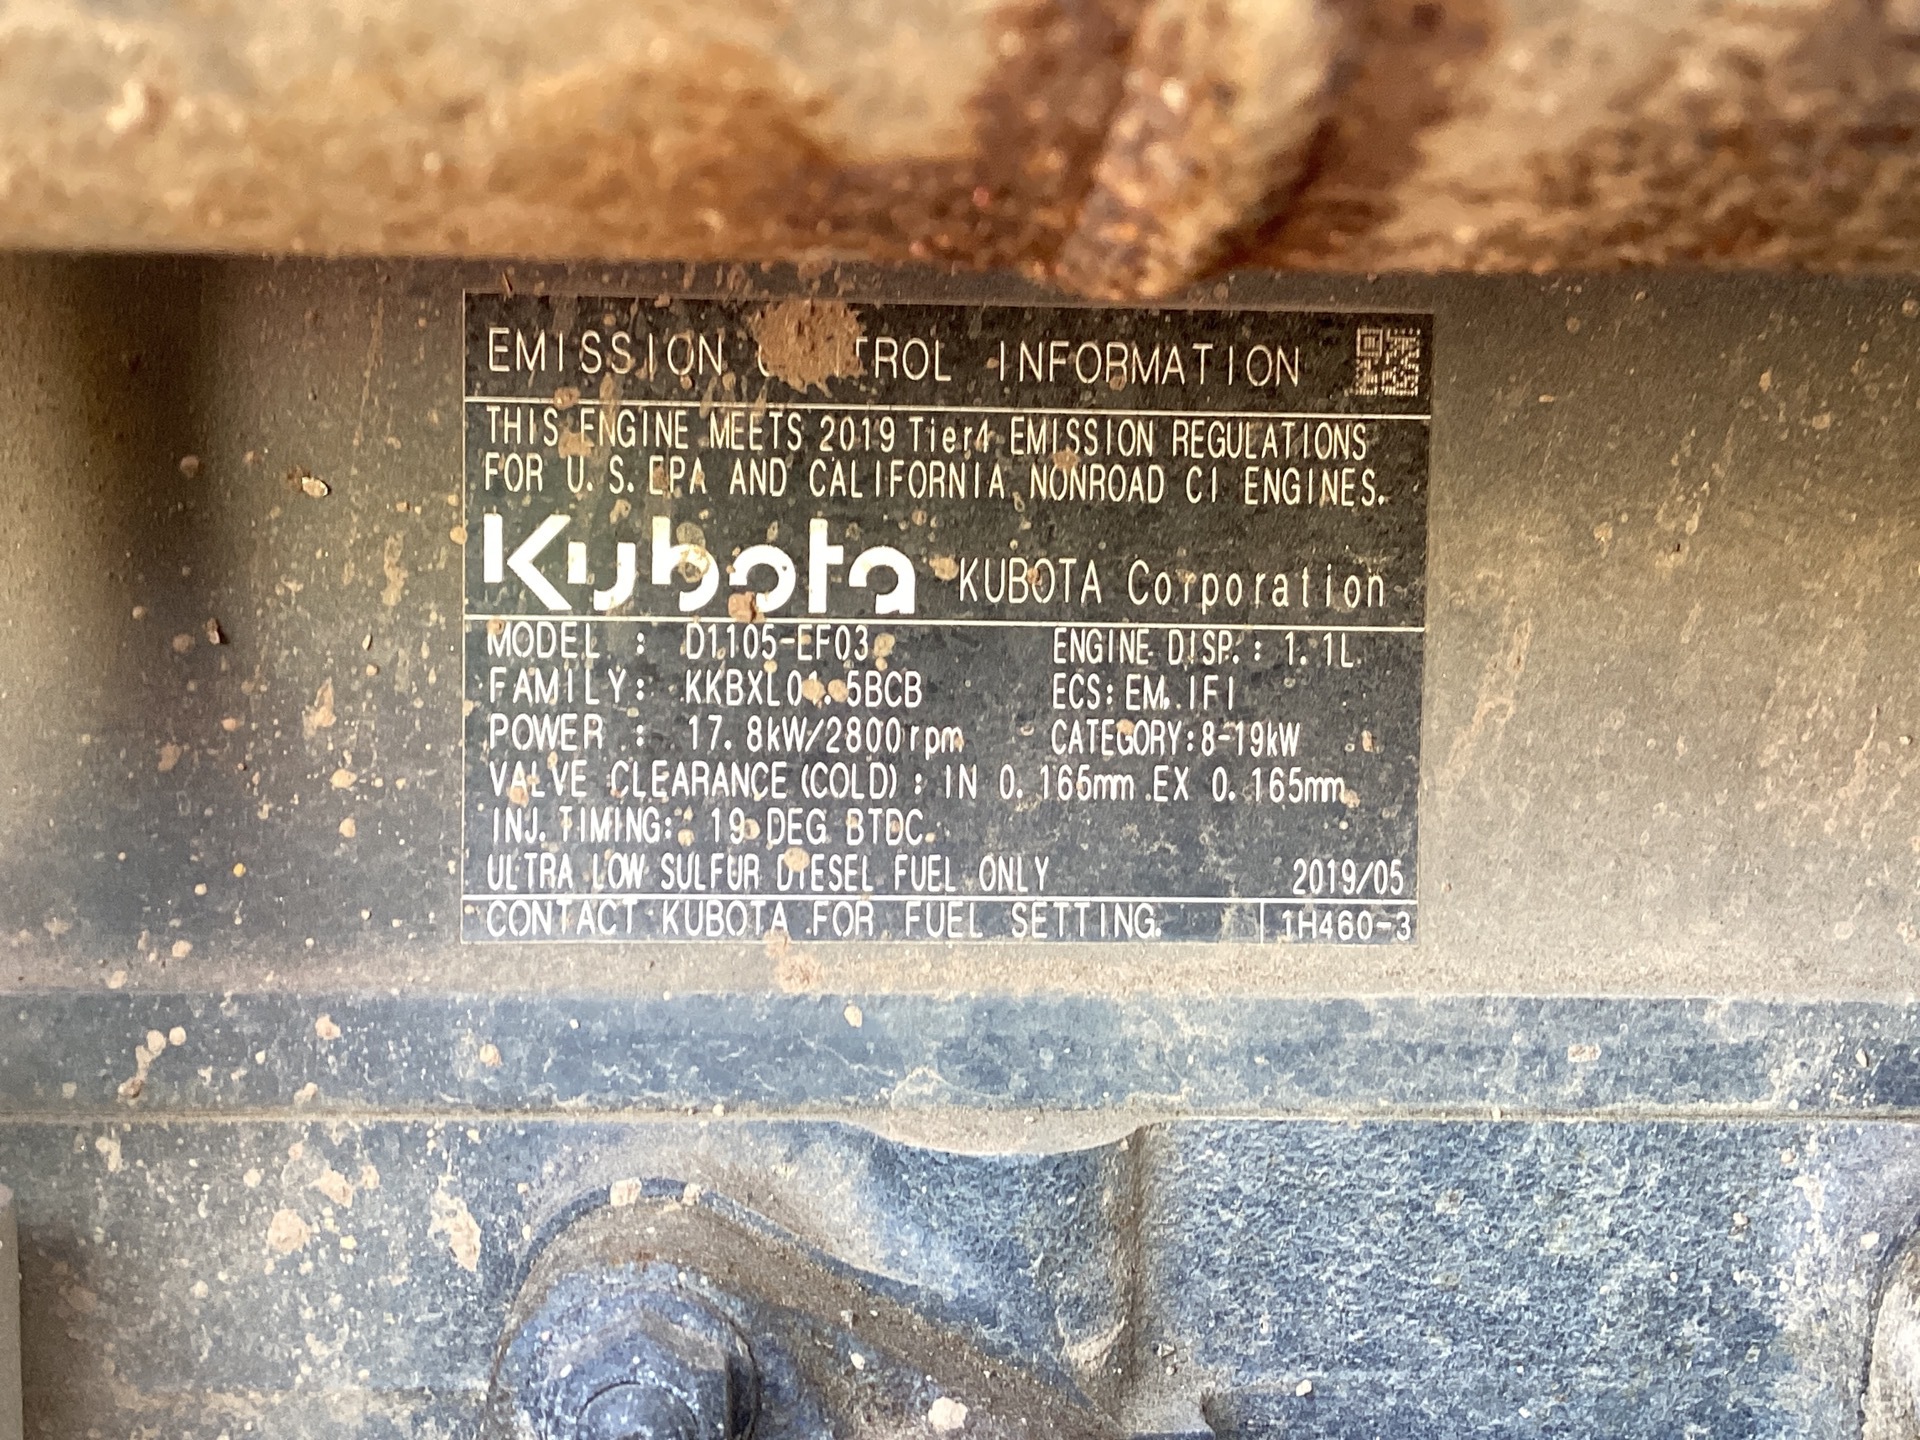 EMISSION CONTROL INFORMATION
THIS ENGINE MEETS 2019 Tier4 EMISSION REGULATIONS
FOR U.S. EPA AND CALIFORNIA NONROAD CI ENGINES.
Kubota KUBOTA Corporation
MODEL : D1105-EF03 ENGINE DISP. : 1.1L
FAMILY: KKBXL01.5BCB ECS: EM, IFI
POWER : 17.8kW/2800rpm CATEGORY:8-19kW
VALVE CLEARANCE (COLD) : IN 0.165mm EX 0.165mm
INJ. TIMING: 19 DEG BTDC
ULTRA LOW SULFUR DIESEL FUEL ONLY 2019/05
CONTACT KUBOTA FOR FUEL SETTING. 1H460-3